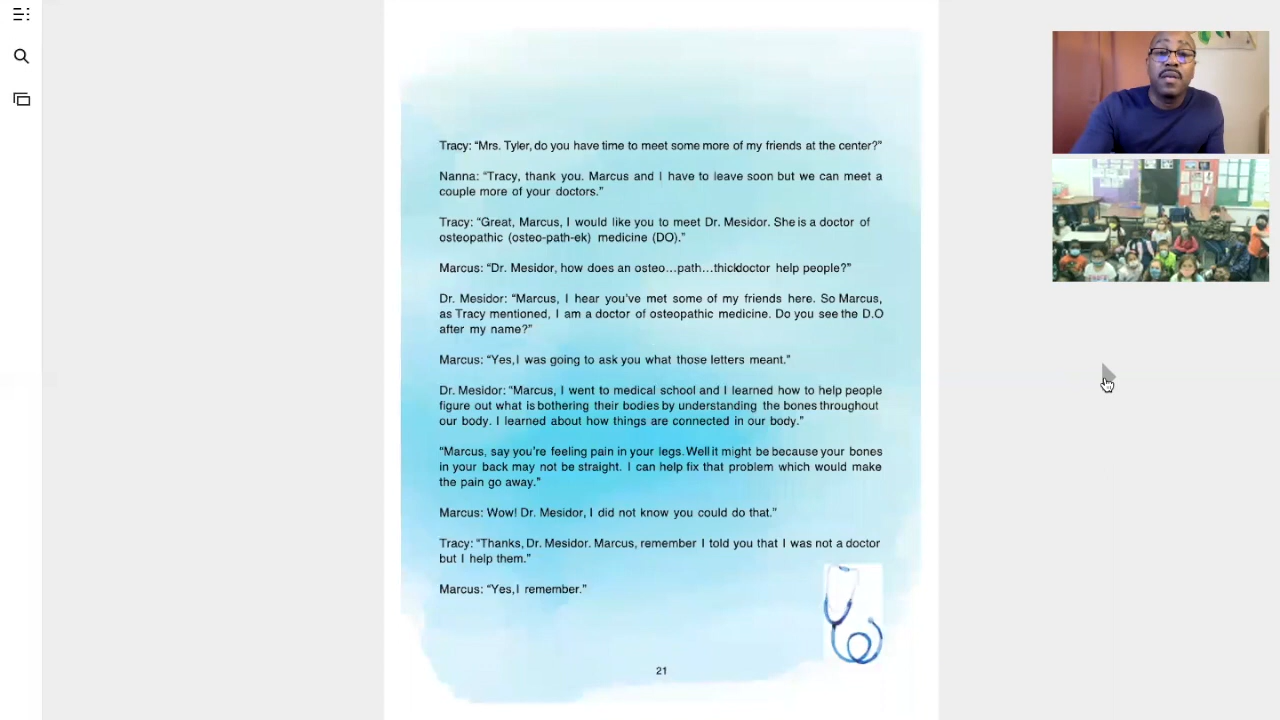 Tracy: “Mrs. Tyler, do you have time to meet some more of my friends at the center?”
Nanna: “Tracy, thank you. Marcus and I have to leave soon but we can meet a
couple more of your doctors.”
Tracy: “Great, Marcus, I would like you to meet Dr. Mesidor. She is a doctor of
osteopathic (osteo-path-ek) medicine (DO).”
Marcus: “Dr. Mesidor, how does an osteo…path…thickdoctor help people?”
Dr. Mesidor: “Marcus, I hear you’ve met some of my friends here. So Marcus,
as Tracy mentioned, I am a doctor of osteopathic medicine. Do you see the D.O
after my name?”
Marcus: “Yes,I was going to ask you what those letters meant.”
Dr. Mesidor: “Marcus, I went to medical school and I learned how to help people
figure out what is bothering their bodies by understanding the bones throughout
our body. I learned about how things are connected in our body.”
“Marcus, say you’re feeling pain in your legs. Well it might be because your bones
in your back may not be straight. I can help fix that problem which would make
the pain go away.”
Marcus: Wow! Dr. Mesidor, I did not know you could do that.”
Tracy: “Thanks, Dr. Mesidor. Marcus, remember I told you that I was not a doctor
but I help them.”
Marcus: “Yes,I remember.”
21